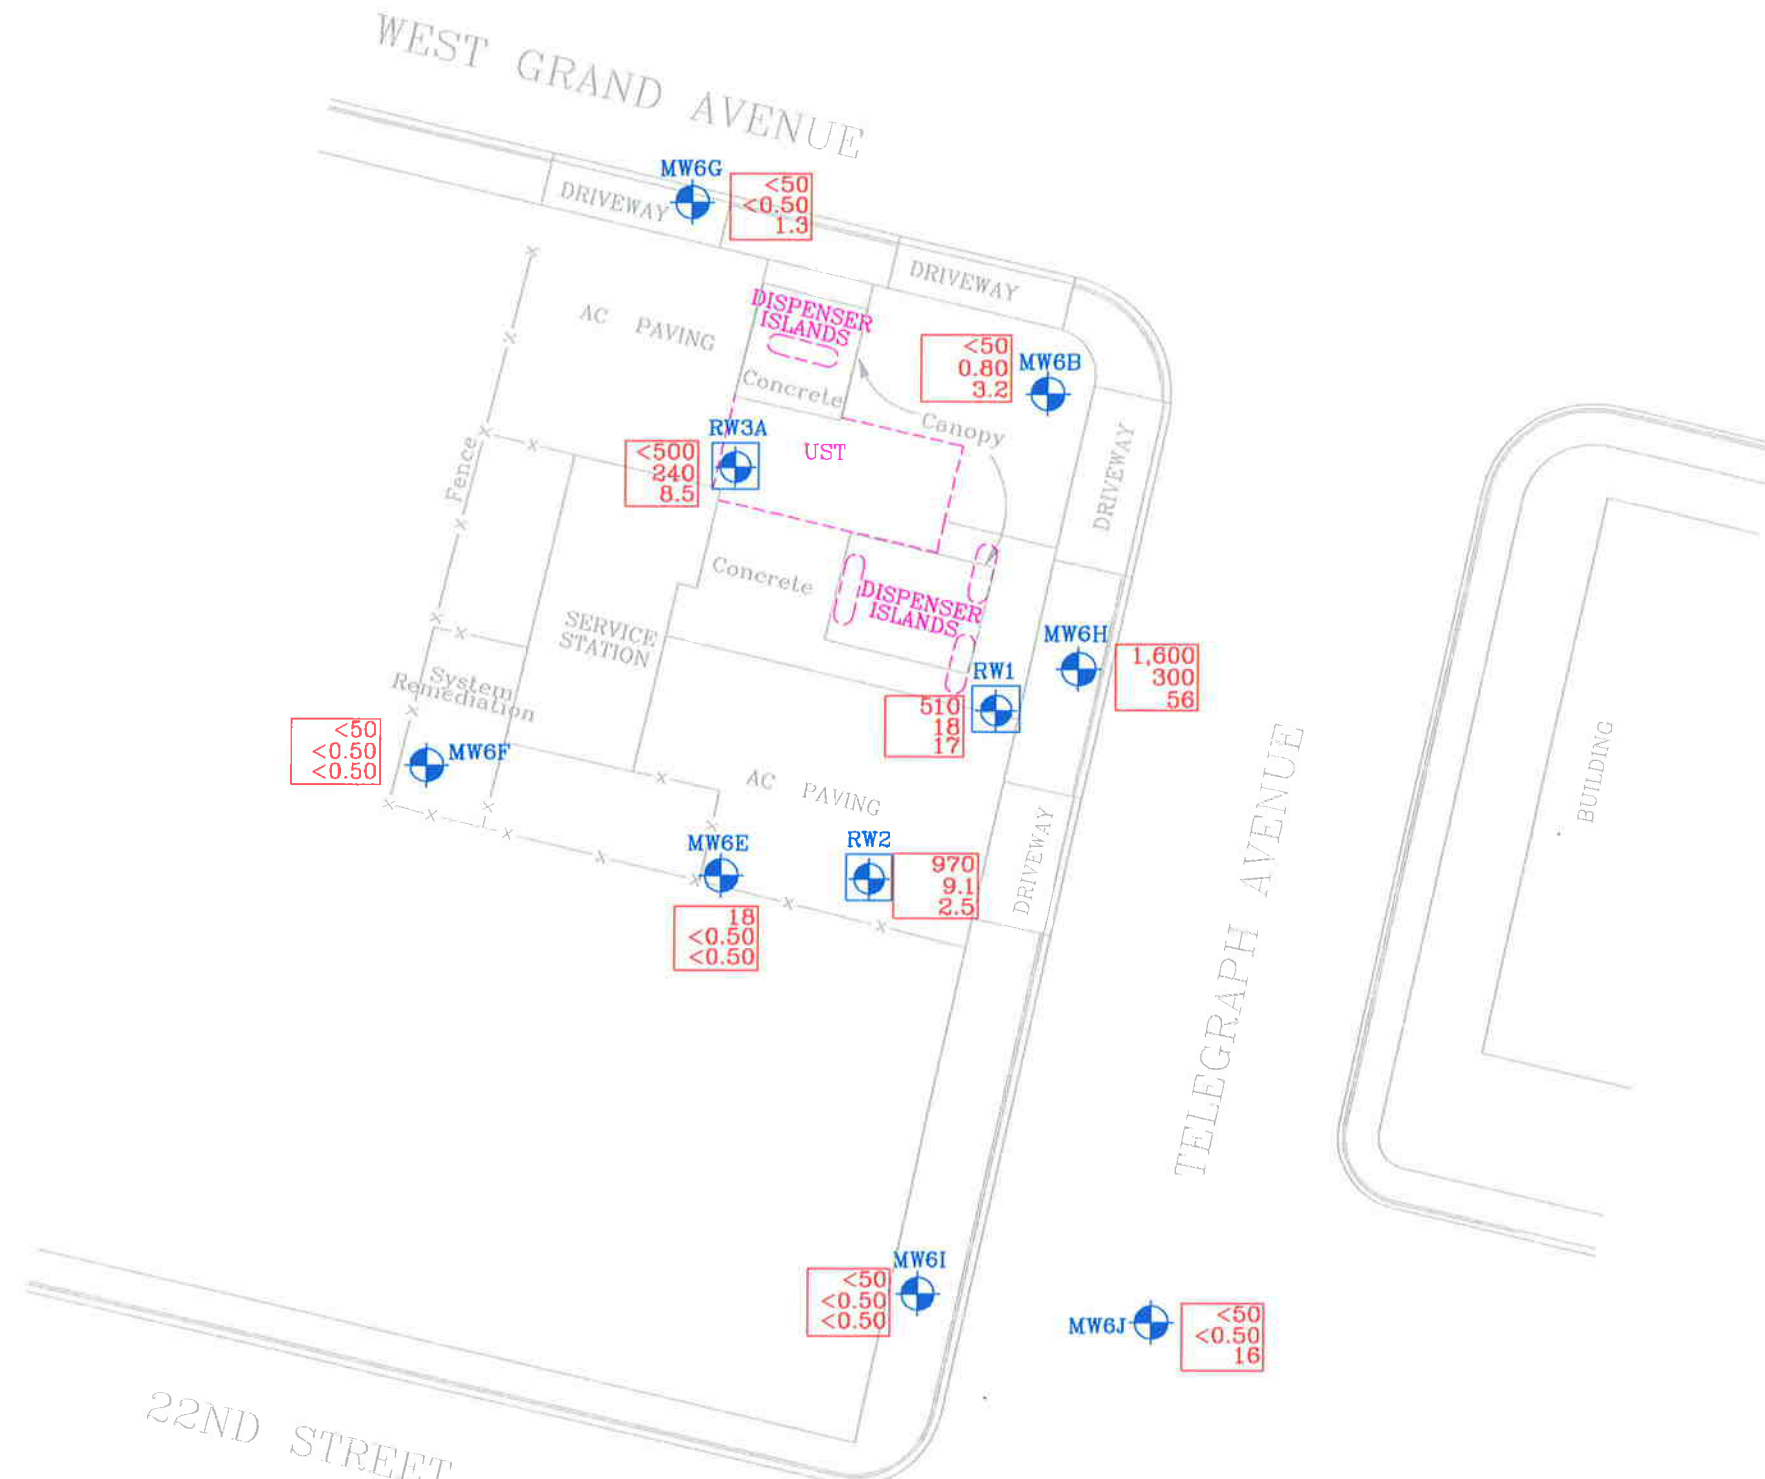 WEST GRAND AVENUE
MW6G
<50
<0.50
1.3
DRIVEWAY
DRIVEWAY
DISPENSER
ISLANDS
AC PAVING
<50
0.80
3.2
MW6B
Concrete
Canopy
RW3A
<500
240
8.5
UST
Fence
DRIVEWAY
Concrete
DISPENSER
ISLANDS
SERVICE
STATION
MW6H
1,600
300
56
System
Remediation
RW1
510
18
17
<50
<0.50
<0.50
MW6F
AC PAVING
BUILDING
TELEGRAPH AVENUE
MW6E
18
<0.50
<0.50
RW2
970
9.1
2.5
DRIVEWAY
MW6I
<50
<0.50
<0.50
MW6J
<50
<0.50
16
22ND STREET